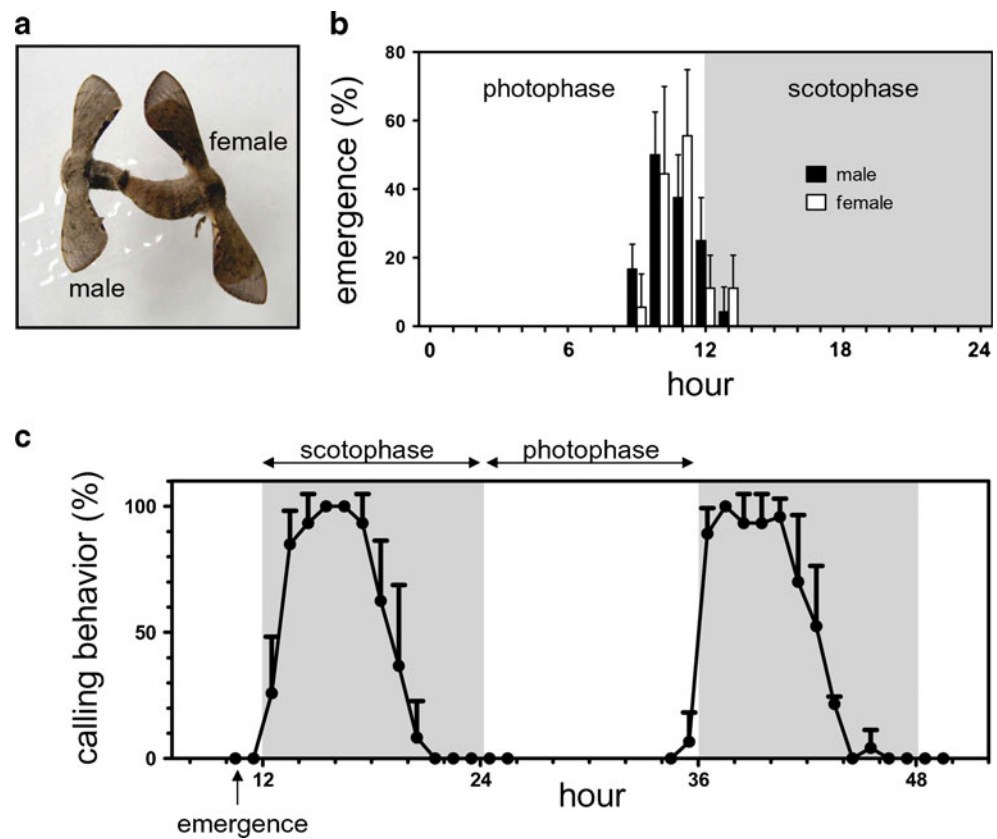 a
female
male
b
emergence (%)
80
60
40
20
0
photophase
scotophase
male
female
0
6
12
18
24
hour
c
scotophase
photophase
calling behavior (%)
100
50
0
12
24
36
48
hour
emergence